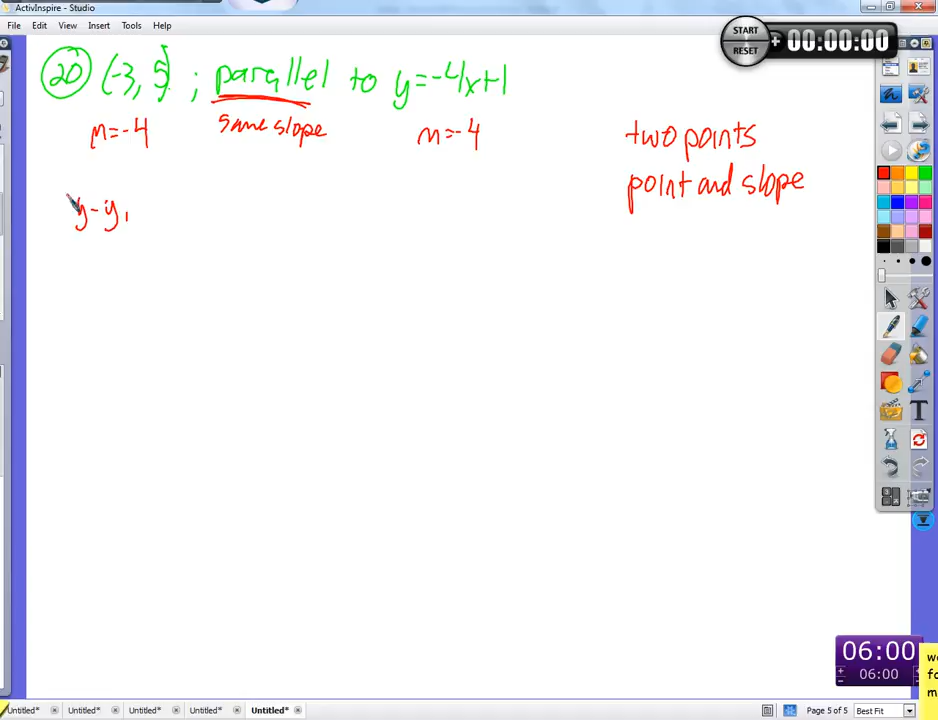 ActivInspire - Studio
File Edit View Insert Tools
START
RESET
+ 00:00:00
20 (-3, 5) ; parallel to y=-4x+1
m=-4 same slope m=-4
two points
point and slope
y-y₁
06:00
06:00
Untitled* Untitled* Untitled* Untitled* Untitled* Page 5 of 5 Best Fit